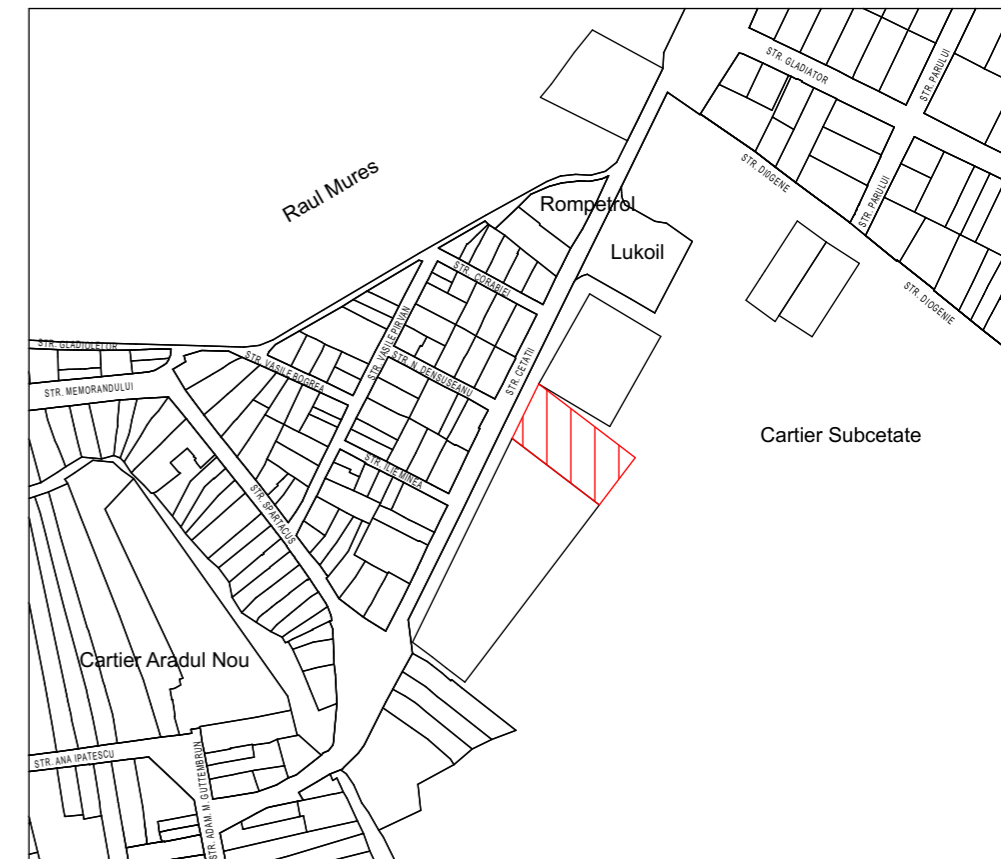 STR. GLADIATOR
STR. PARULUI
STR. DIOGENE
STR. PARULUI
Raul Mures
Rompetrol
Lukoil
STR. CORABIEI
STR. DIOGENIE
STR. GLADIOLELOR
STR. VASILE BOGREA
STR. VASILE PIRVAN
STR. N. DENSUSEANU
STR. CETATII
STR. MEMORANDULUI
Cartier Subcetate
STR. ILIE MINEA
STR. SPARTACUS
Cartier Aradul Nou
STR. ANA IPATESCU
STR. ADAM. M. GUTTEMBRUN